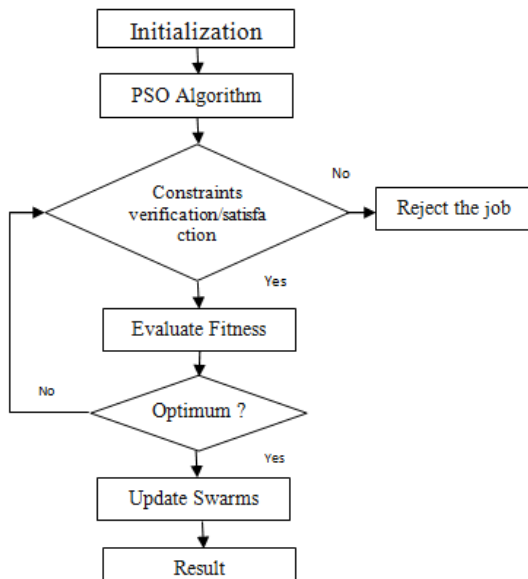 Initialization
PSO Algorithm
No
Constraints
verification/satisfa
ction
Reject the job
Yes
Evaluate Fitness
No
Optimum ?
Yes
Update Swarms
Result